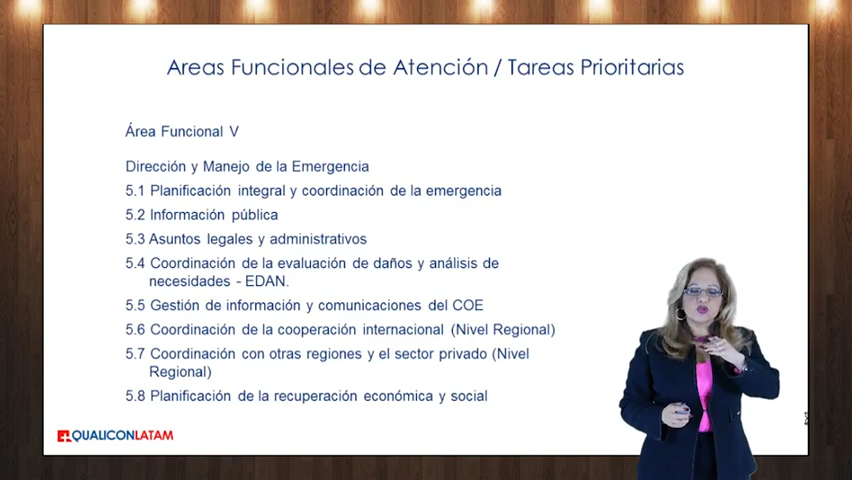 Areas Funcionales de Atención / Tareas Prioritarias
Área Funcional V
Dirección y Manejo de la Emergencia
5.1 Planificación integral y coordinación de la emergencia
5.2 Información pública
5.3 Asuntos legales y administrativos
5.4 Coordinación de la evaluación de daños y análisis de
necesidades - EDAN.
5.5 Gestión de información y comunicaciones del COE
5.6 Coordinación de la cooperación internacional (Nivel Regional)
5.7 Coordinación con otras regiones y el sector privado (Nivel
Regional)
5.8 Planificación de la recuperación económica y social
QUALICONLATAM